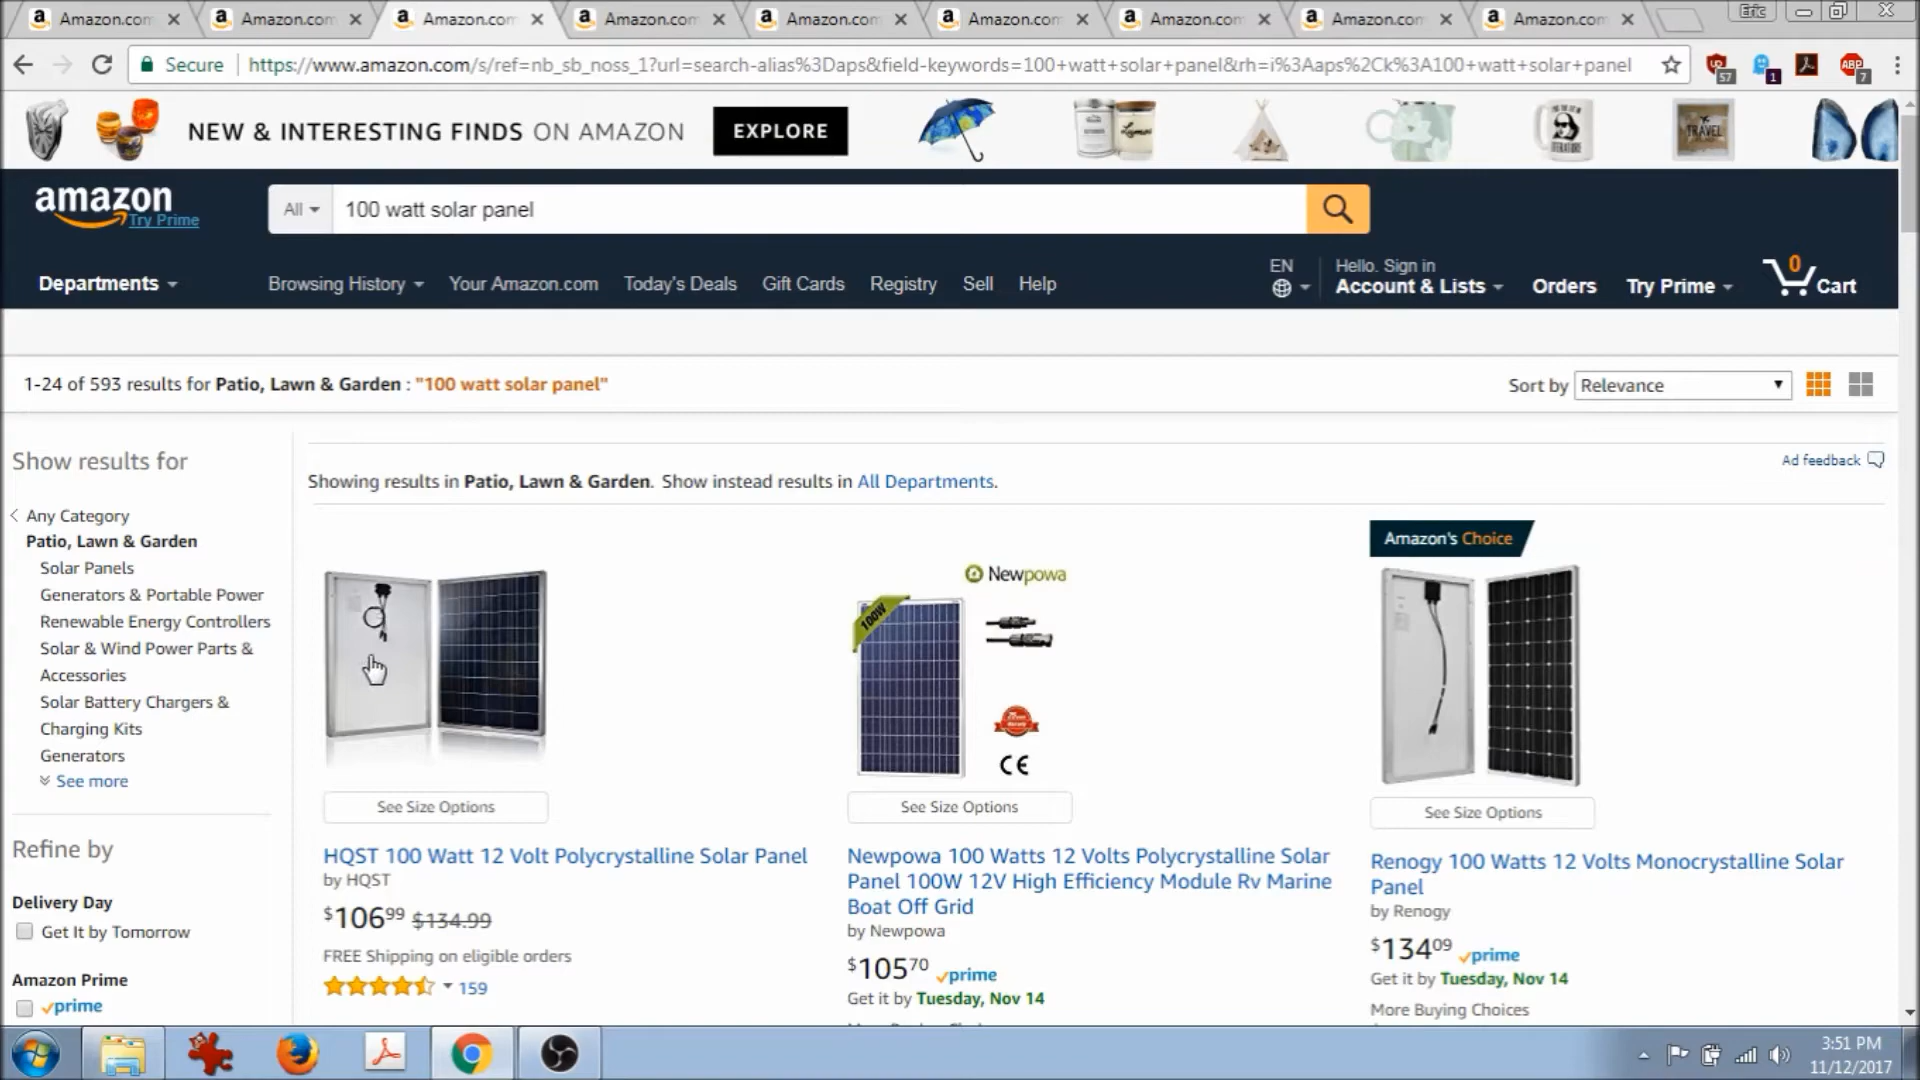 Amazon.com
Amazon.com
Amazon.com
Amazon.com
Amazon.com
Amazon.com
Amazon.com
Amazon.com
Amazon.com
Eric
Secure
https://www.amazon.com/s/ref=nb_sb_noss_1?url=search-alias%3Daps&field-keywords=100+watt+solar+panel&rh=i%3Aaps%2Ck%3A100+watt+solar+panel
57
1
ABP
7
NEW & INTERESTING FINDS ON AMAZON
EXPLORE
TRAVEL
amazon
Try Prime
All
100 watt solar panel
Departments
Browsing History
Your Amazon.com
Today's Deals
Gift Cards
Registry
Sell
Help
EN
Hello. Sign in
Account & Lists
Orders
Try Prime
0
Cart
1-24 of 593 results for Patio, Lawn & Garden : "100 watt solar panel"
Sort by
Relevance
Show results for
Ad feedback
Showing results in Patio, Lawn & Garden. Show instead results in All Departments.
Any Category
Patio, Lawn & Garden
Solar Panels
Generators & Portable Power
Renewable Energy Controllers
Solar & Wind Power Parts &
Accessories
Solar Battery Chargers &
Charging Kits
Generators
See more
Refine by
Delivery Day
Get It by Tomorrow
Amazon Prime
prime
See Size Options
HQST 100 Watt 12 Volt Polycrystalline Solar Panel
by HQST
$106 99 $134.99
FREE Shipping on eligible orders
159
Newpowa
100W
CE
See Size Options
Newpowa 100 Watts 12 Volts Polycrystalline Solar
Panel 100W 12V High Efficiency Module Rv Marine
Boat Off Grid
by Newpowa
$105 70 prime
Get it by Tuesday, Nov 14
Amazon's Choice
See Size Options
Renogy 100 Watts 12 Volts Monocrystalline Solar
Panel
by Renogy
$134 09 prime
Get it by Tuesday, Nov 14
More Buying Choices
3:51 PM
11/12/2017